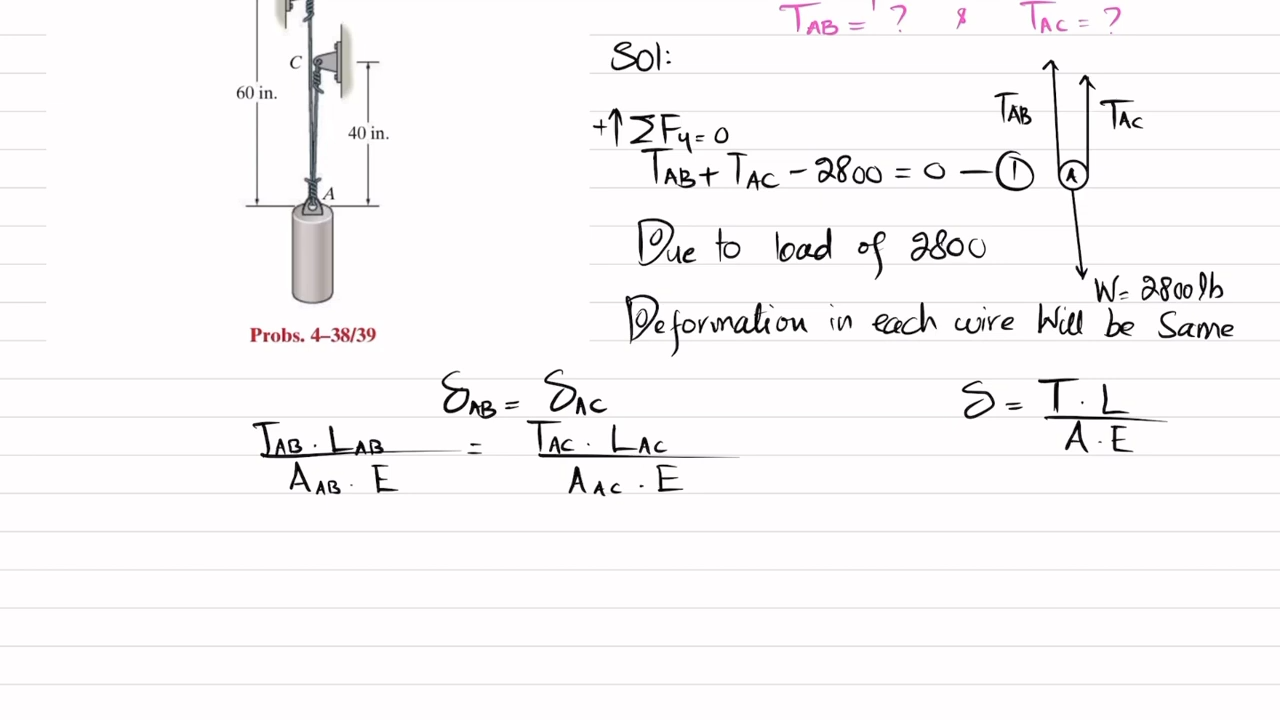 T_AB = ? & T_AC = ?
Sol:
C
60 in.
40 in.
A
T_AB
T_AC
+↑ ΣF_y = 0
T_AB + T_AC − 2800 = 0 — ①
A
Due to load of 2800
W = 2800 lb
Deformation in each wire will be Same
Probs. 4–38/39
δ_AB = δ_AC
δ = T . L / A . E
T_AB . L_AB / A_AB . E = T_AC . L_AC / A_AC . E